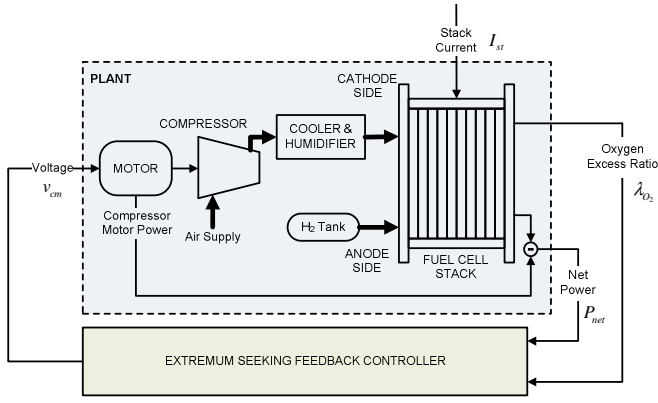 Stack
Current
I_st
PLANT
CATHODE
SIDE
COMPRESSOR
COOLER &
HUMIDIFIER
Voltage
v_cm
MOTOR
Oxygen
Excess Ratio
λ_O₂
Compressor
Motor Power
Air Supply
H₂ Tank
ANODE
SIDE
FUEL CELL
STACK
Net
Power
P_net
EXTREMUM SEEKING FEEDBACK CONTROLLER